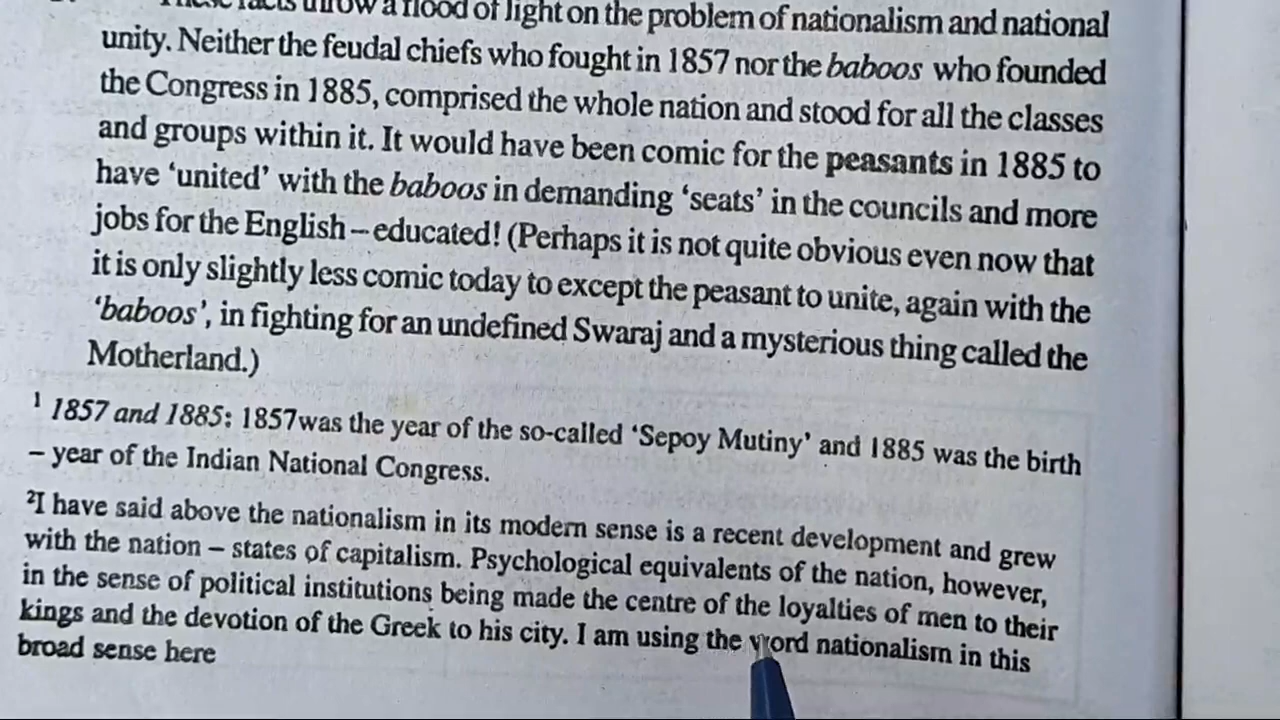 These facts throw a flood of light on the problem of nationalism and national
unity. Neither the feudal chiefs who fought in 1857 nor the baboos who founded
the Congress in 1885, comprised the whole nation and stood for all the classes
and groups within it. It would have been comic for the peasants in 1885 to
have ‘united’ with the baboos in demanding ‘seats’ in the councils and more
jobs for the English – educated! (Perhaps it is not quite obvious even now that
it is only slightly less comic today to except the peasant to unite, again with the
‘baboos’, in fighting for an undefined Swaraj and a mysterious thing called the
Motherland.)
¹ 1857 and 1885: 1857was the year of the so-called ‘Sepoy Mutiny’ and 1885 was the birth
– year of the Indian National Congress.
²I have said above the nationalism in its modern sense is a recent development and grew
with the nation – states of capitalism. Psychological equivalents of the nation, however,
in the sense of political institutions being made the centre of the loyalties of men to their
kings and the devotion of the Greek to his city. I am using the word nationalism in this
broad sense here